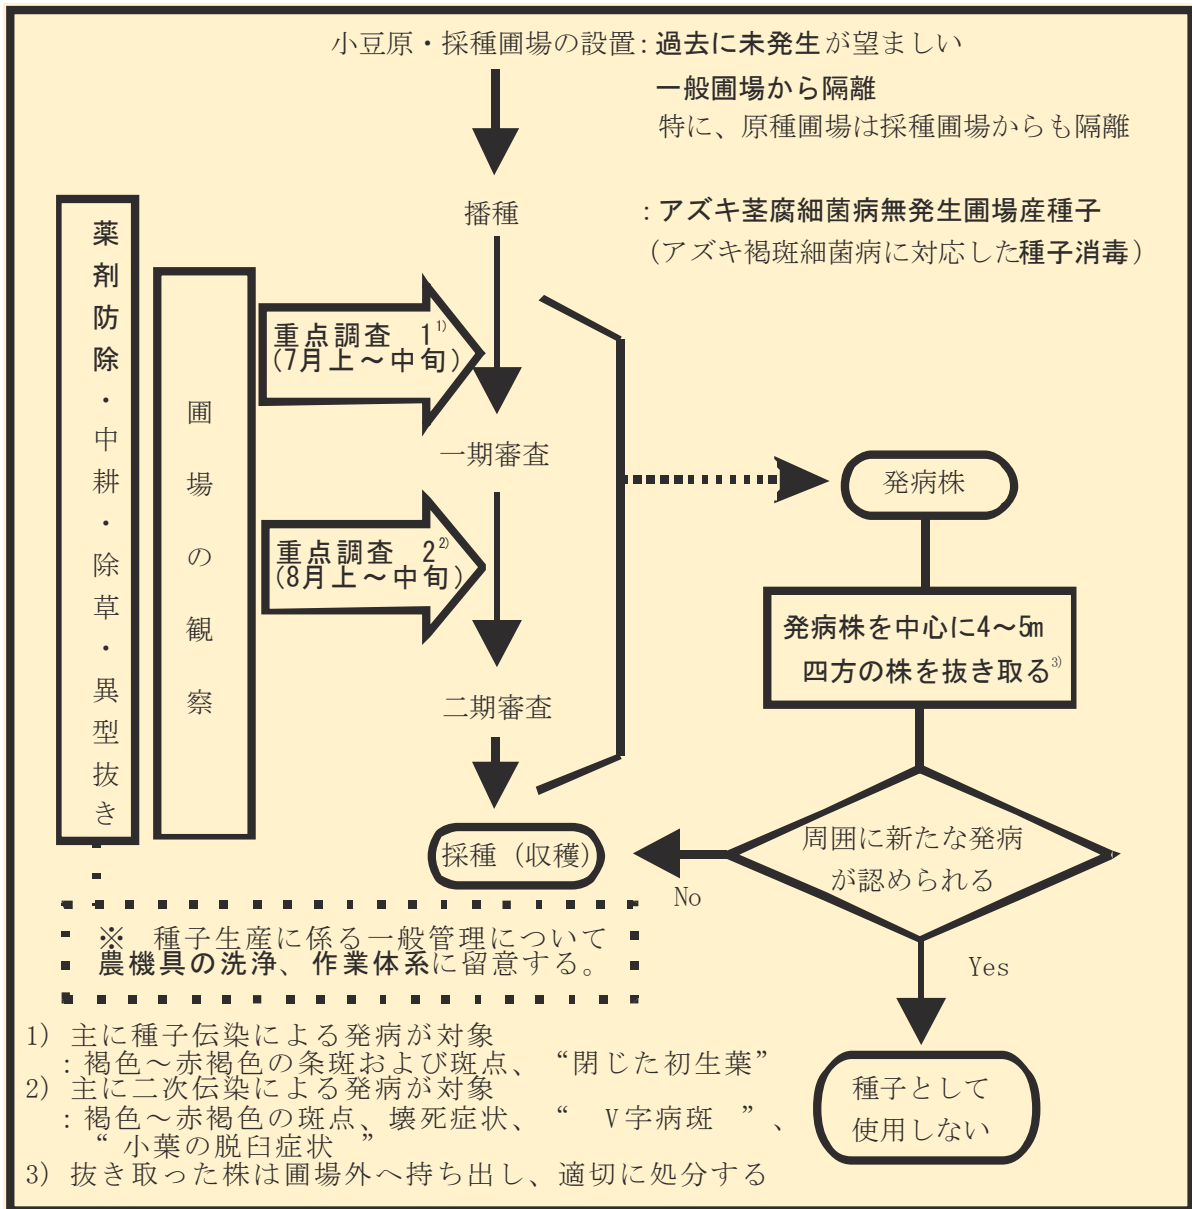 小豆原・採種圃場の設置：過去に未発生が望ましい
一般圃場から隔離
特に、原種圃場は採種圃場からも隔離
播種
：アズキ茎腐細菌病無発生圃場産種子
（アズキ褐斑細菌病に対応した種子消毒）
薬剤防除・中耕・除草・異型抜き
圃場の観察
重点調査　1 1)
(7月上～中旬)
一期審査
重点調査　2 2)
(8月上～中旬)
二期審査
採種（収穫）
発病株
発病株を中心に4～5m
四方の株を抜き取る3)
周囲に新たな発病
が認められる
No
Yes
種子として
使用しない
※　種子生産に係る一般管理について
農機具の洗浄、作業体系に留意する。
1) 主に種子伝染による発病が対象
：褐色～赤褐色の条斑および斑点、“閉じた初生葉”
2) 主に二次伝染による発病が対象
：褐色～赤褐色の斑点、壊死症状、“　V字病斑　”、
“ 小葉の脱臼症状　”
3) 抜き取った株は圃場外へ持ち出し、適切に処分する